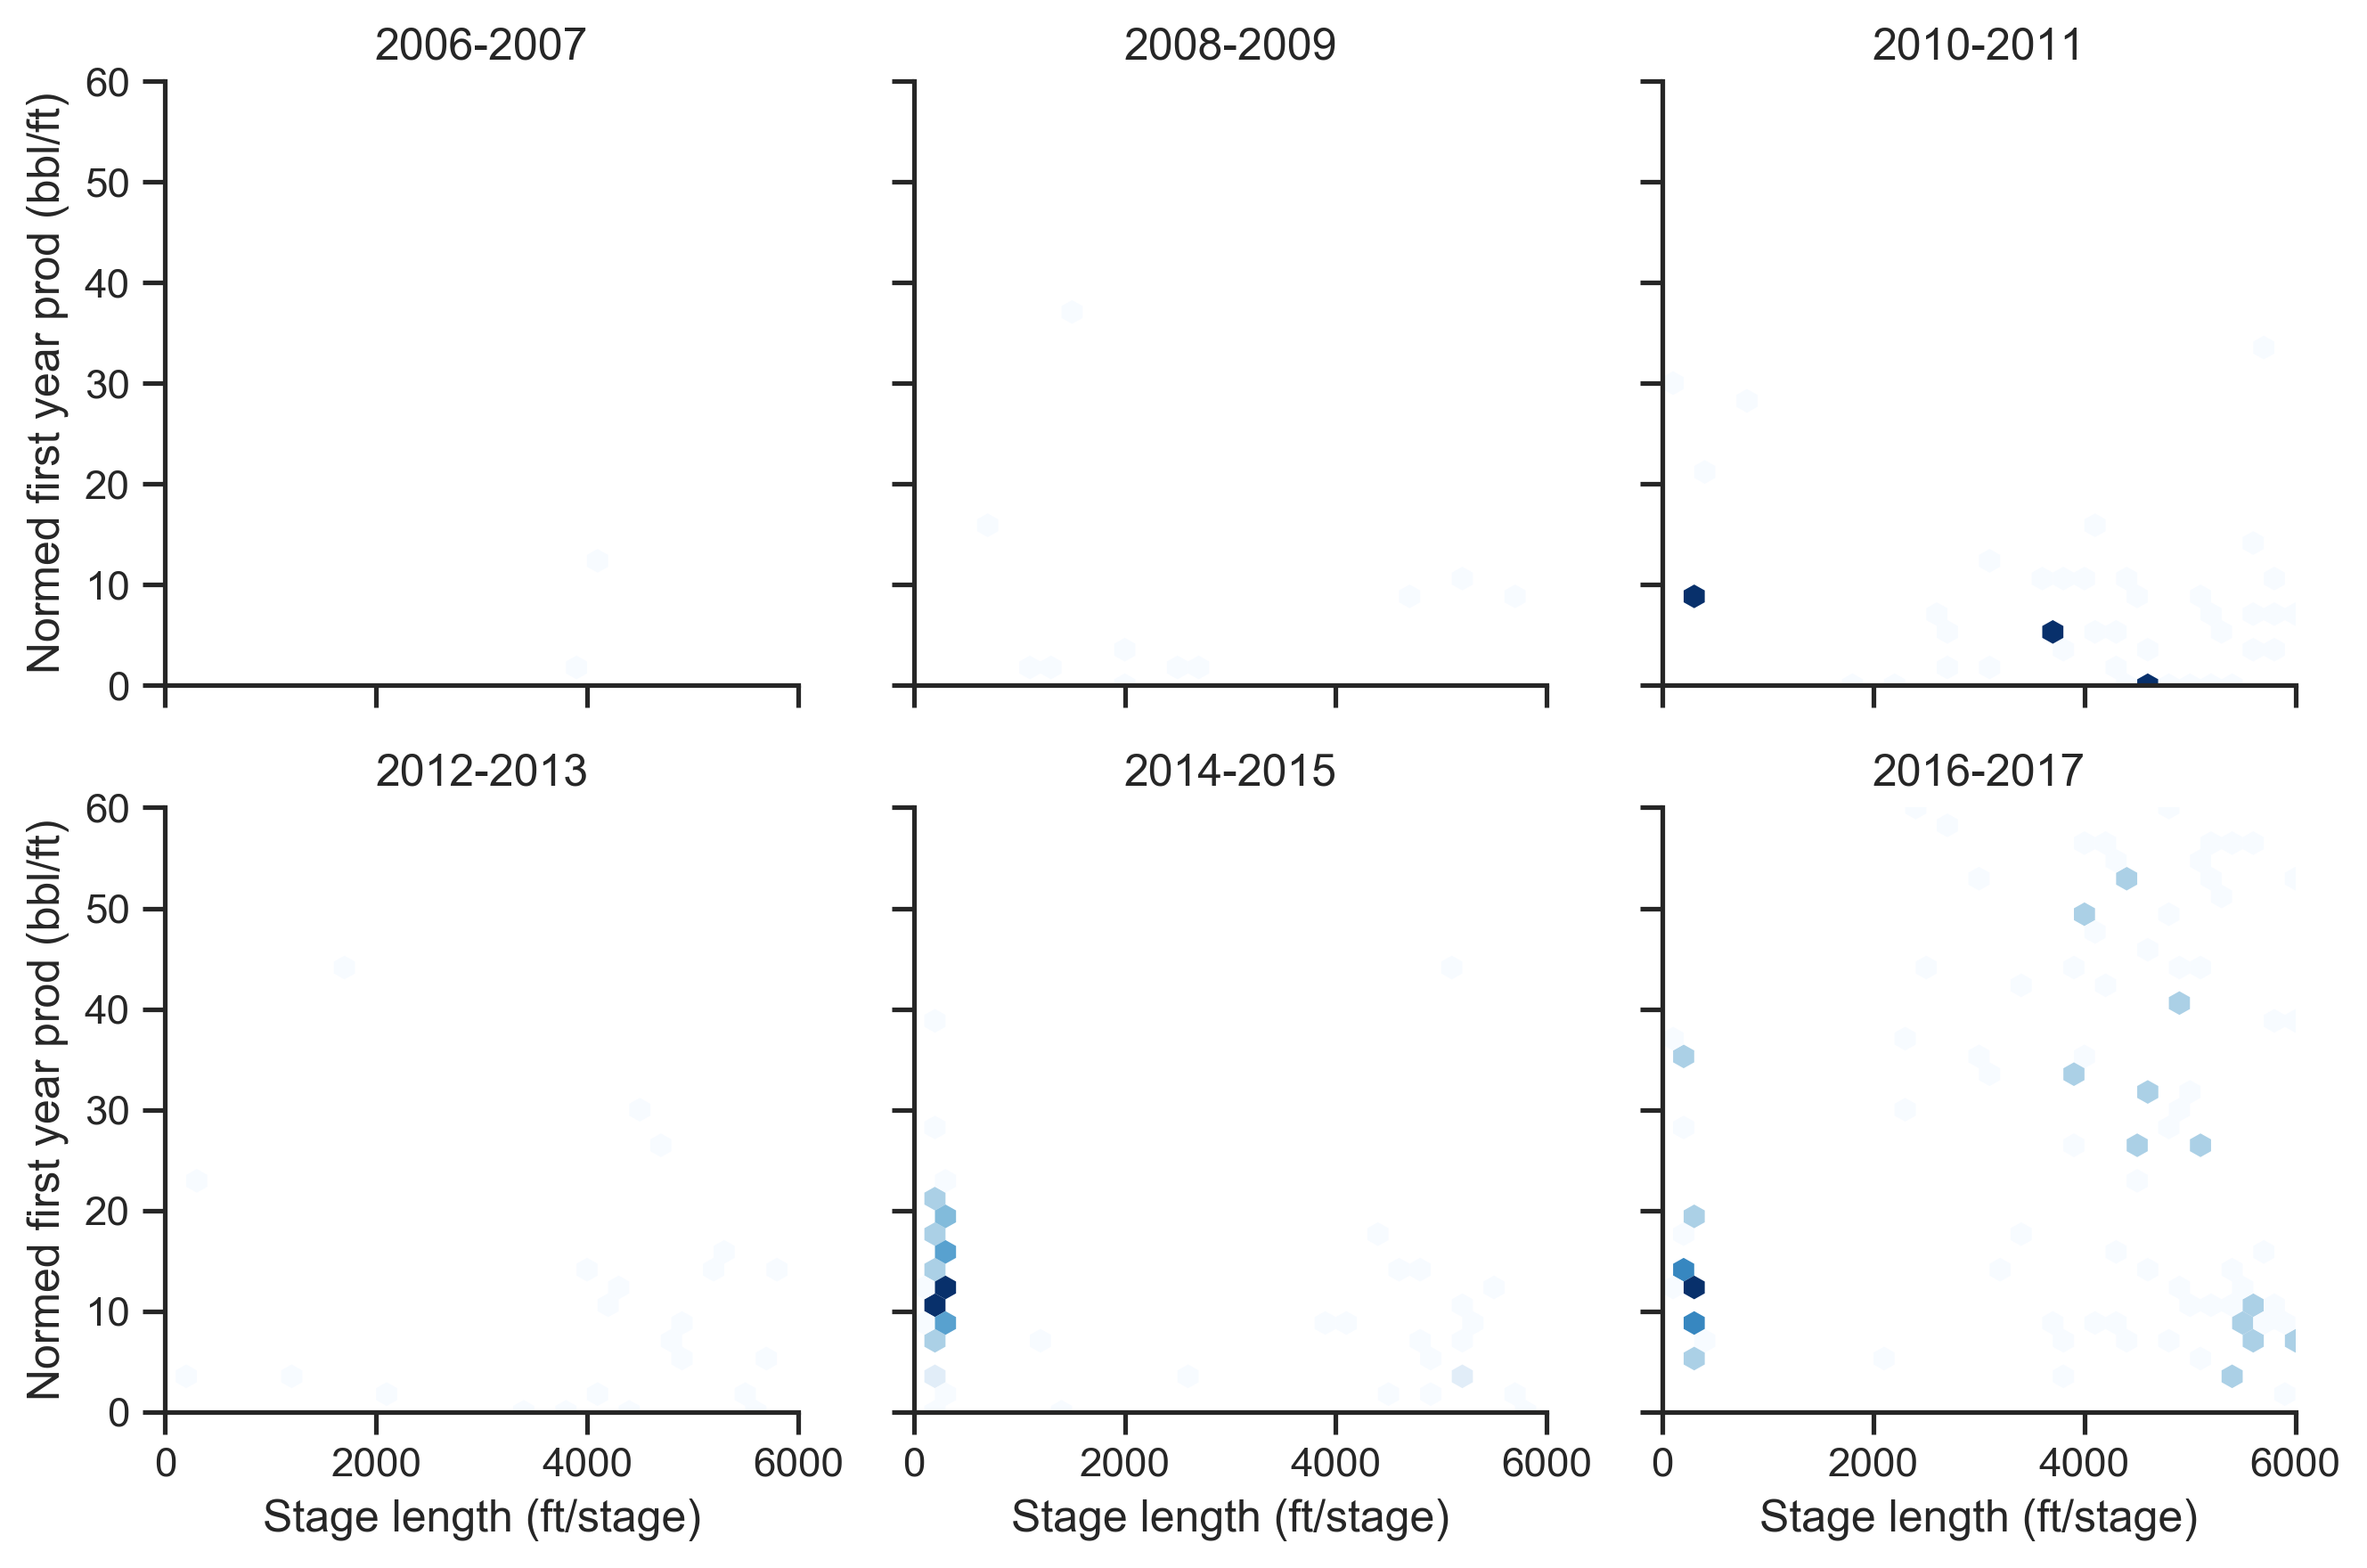 2006-2007
2008-2009
2010-2011
Normed first year prod (bbl/ft)
60
50
40
30
20
10
0
2012-2013
2014-2015
2016-2017
Normed first year prod (bbl/ft)
60
50
40
30
20
10
0
0 2000 4000 6000
0 2000 4000 6000
0 2000 4000 6000
Stage length (ft/stage)
Stage length (ft/stage)
Stage length (ft/stage)